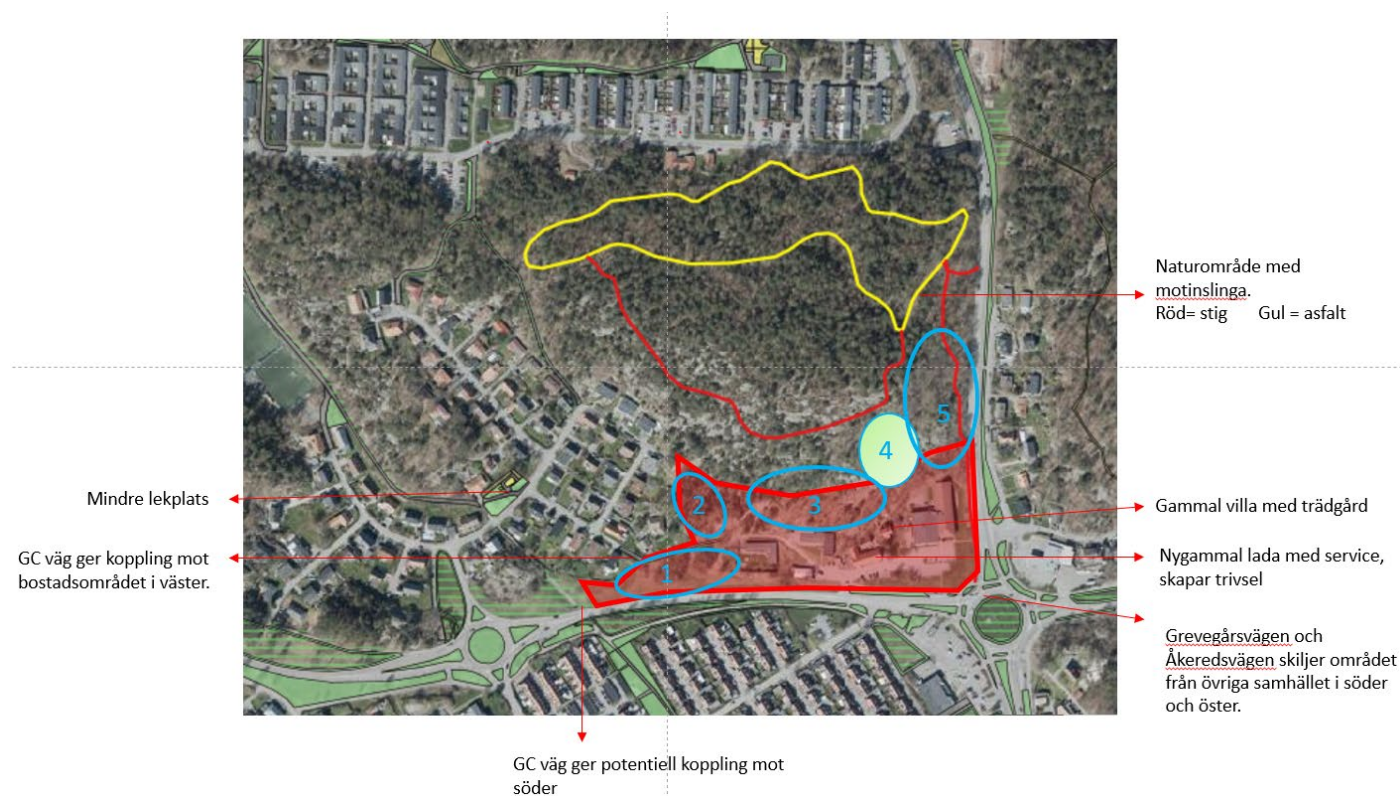 Naturområde med
motinslinga.
Röd= stig Gul = asfalt
5
4
Mindre lekplats
2
3
Gammal villa med trädgård
GC väg ger koppling mot
bostadsområdet i väster.
Nygammal lada med service,
skapar trivsel
1
Grevegårsvägen och
Åkeredsvägen skiljer området
från övriga samhället i söder
och öster.
GC väg ger potentiell koppling mot
söder